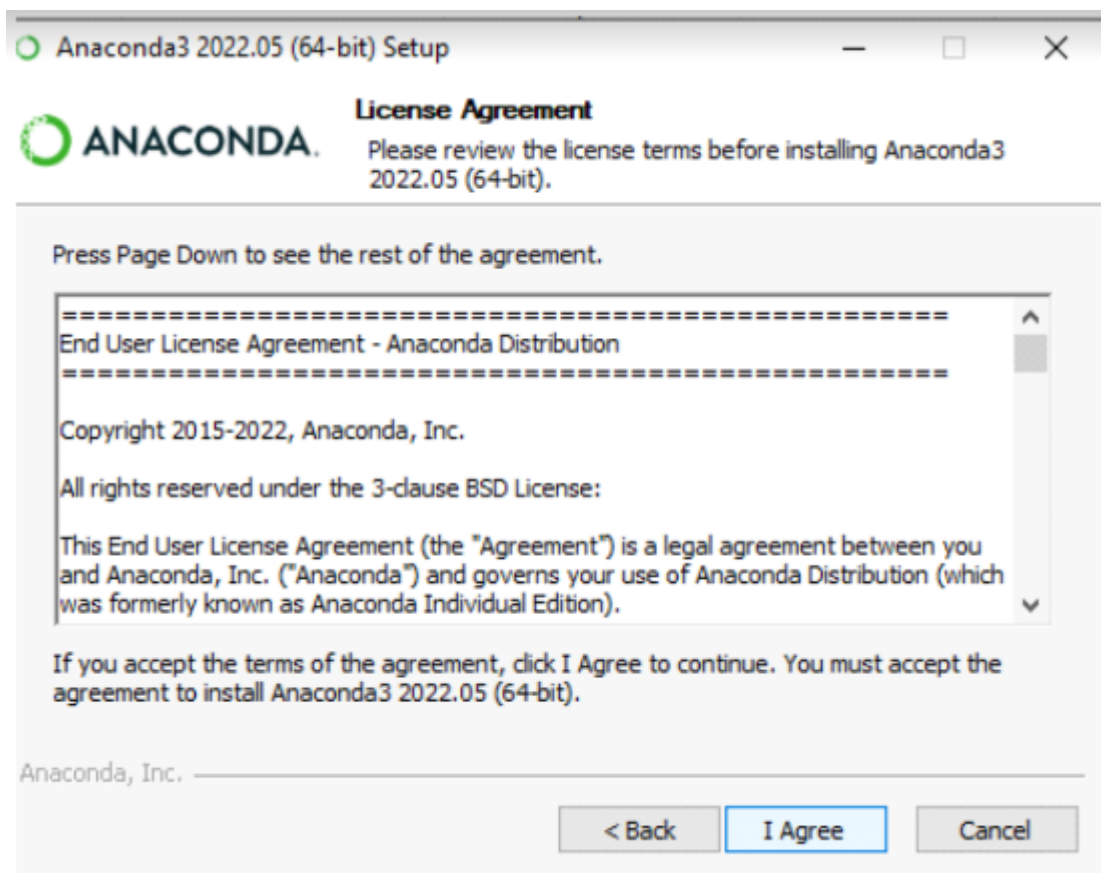 Anaconda3 2022.05 (64-bit) Setup
ANACONDA.
License Agreement
Please review the license terms before installing Anaconda3
2022.05 (64-bit).
Press Page Down to see the rest of the agreement.
==================================================
End User License Agreement - Anaconda Distribution
==================================================
Copyright 2015-2022, Anaconda, Inc.
All rights reserved under the 3-clause BSD License:
This End User License Agreement (the "Agreement") is a legal agreement between you
and Anaconda, Inc. ("Anaconda") and governs your use of Anaconda Distribution (which
was formerly known as Anaconda Individual Edition).
If you accept the terms of the agreement, click I Agree to continue. You must accept the
agreement to install Anaconda3 2022.05 (64-bit).
Anaconda, Inc.
< Back
I Agree
Cancel